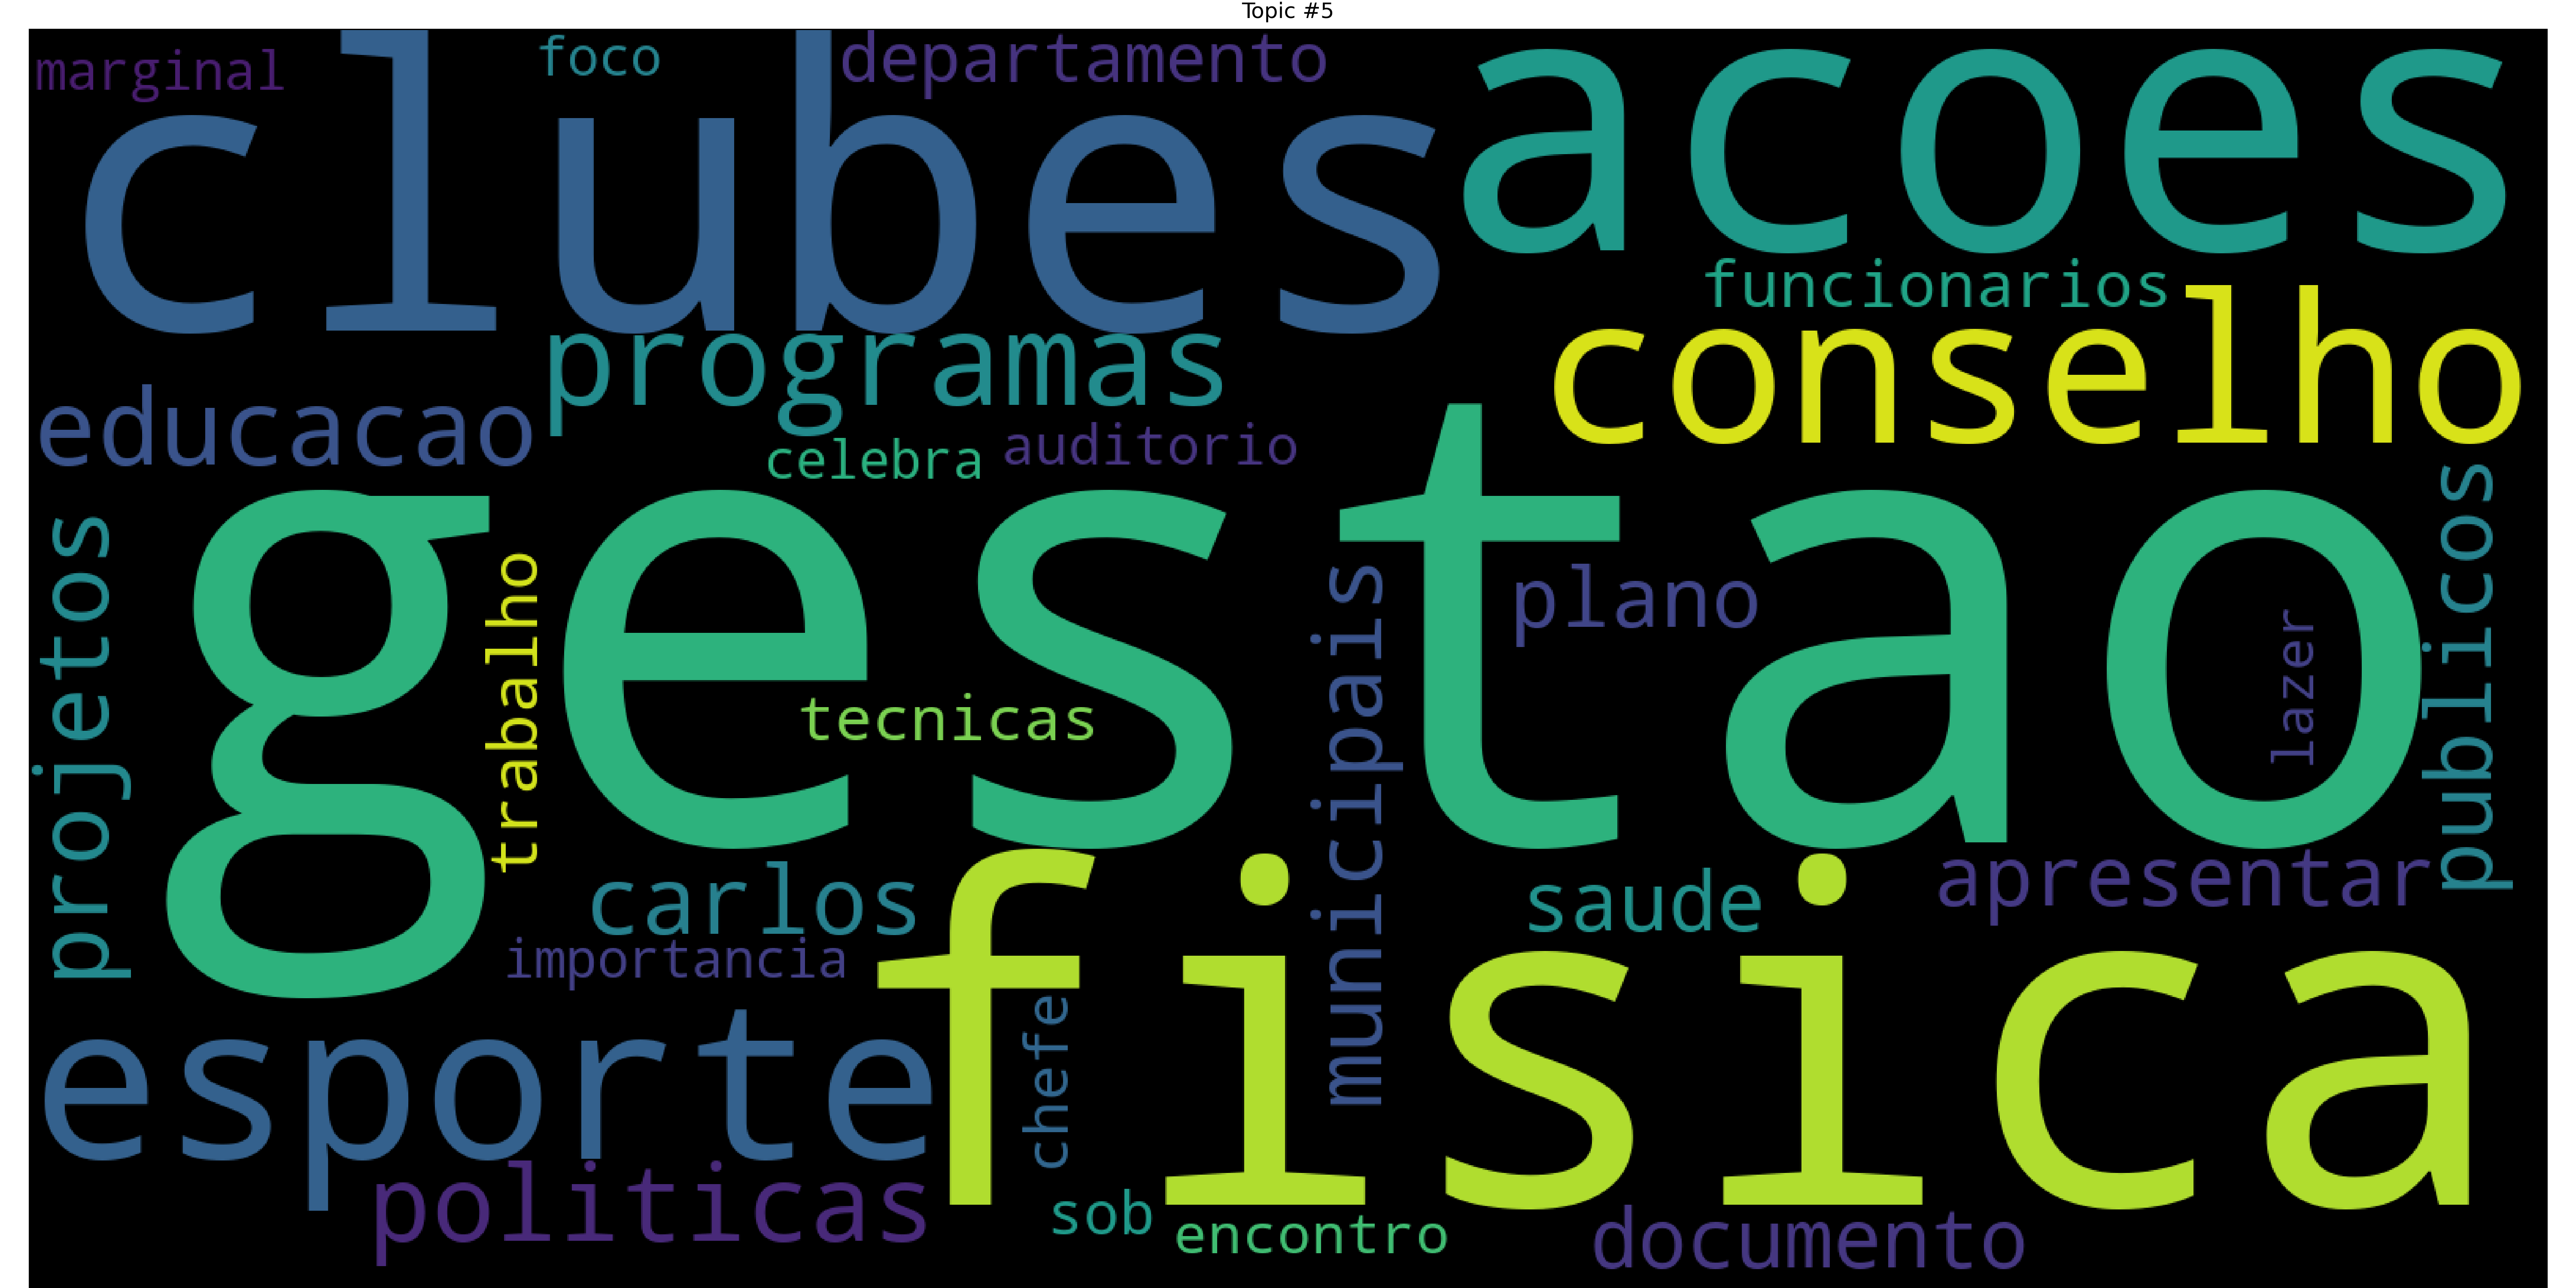 Topic #5
marginal
foco
departamento
clubes
acoes
funcionarios
programas
conselho
educacao
celebra
auditorio
gestao
projetos
trabalho
tecnicas
municipais
plano
lazer
publicos
carlos
saude
apresentar
importancia
fisica
esporte
chefe
politicas
sob
encontro
documento